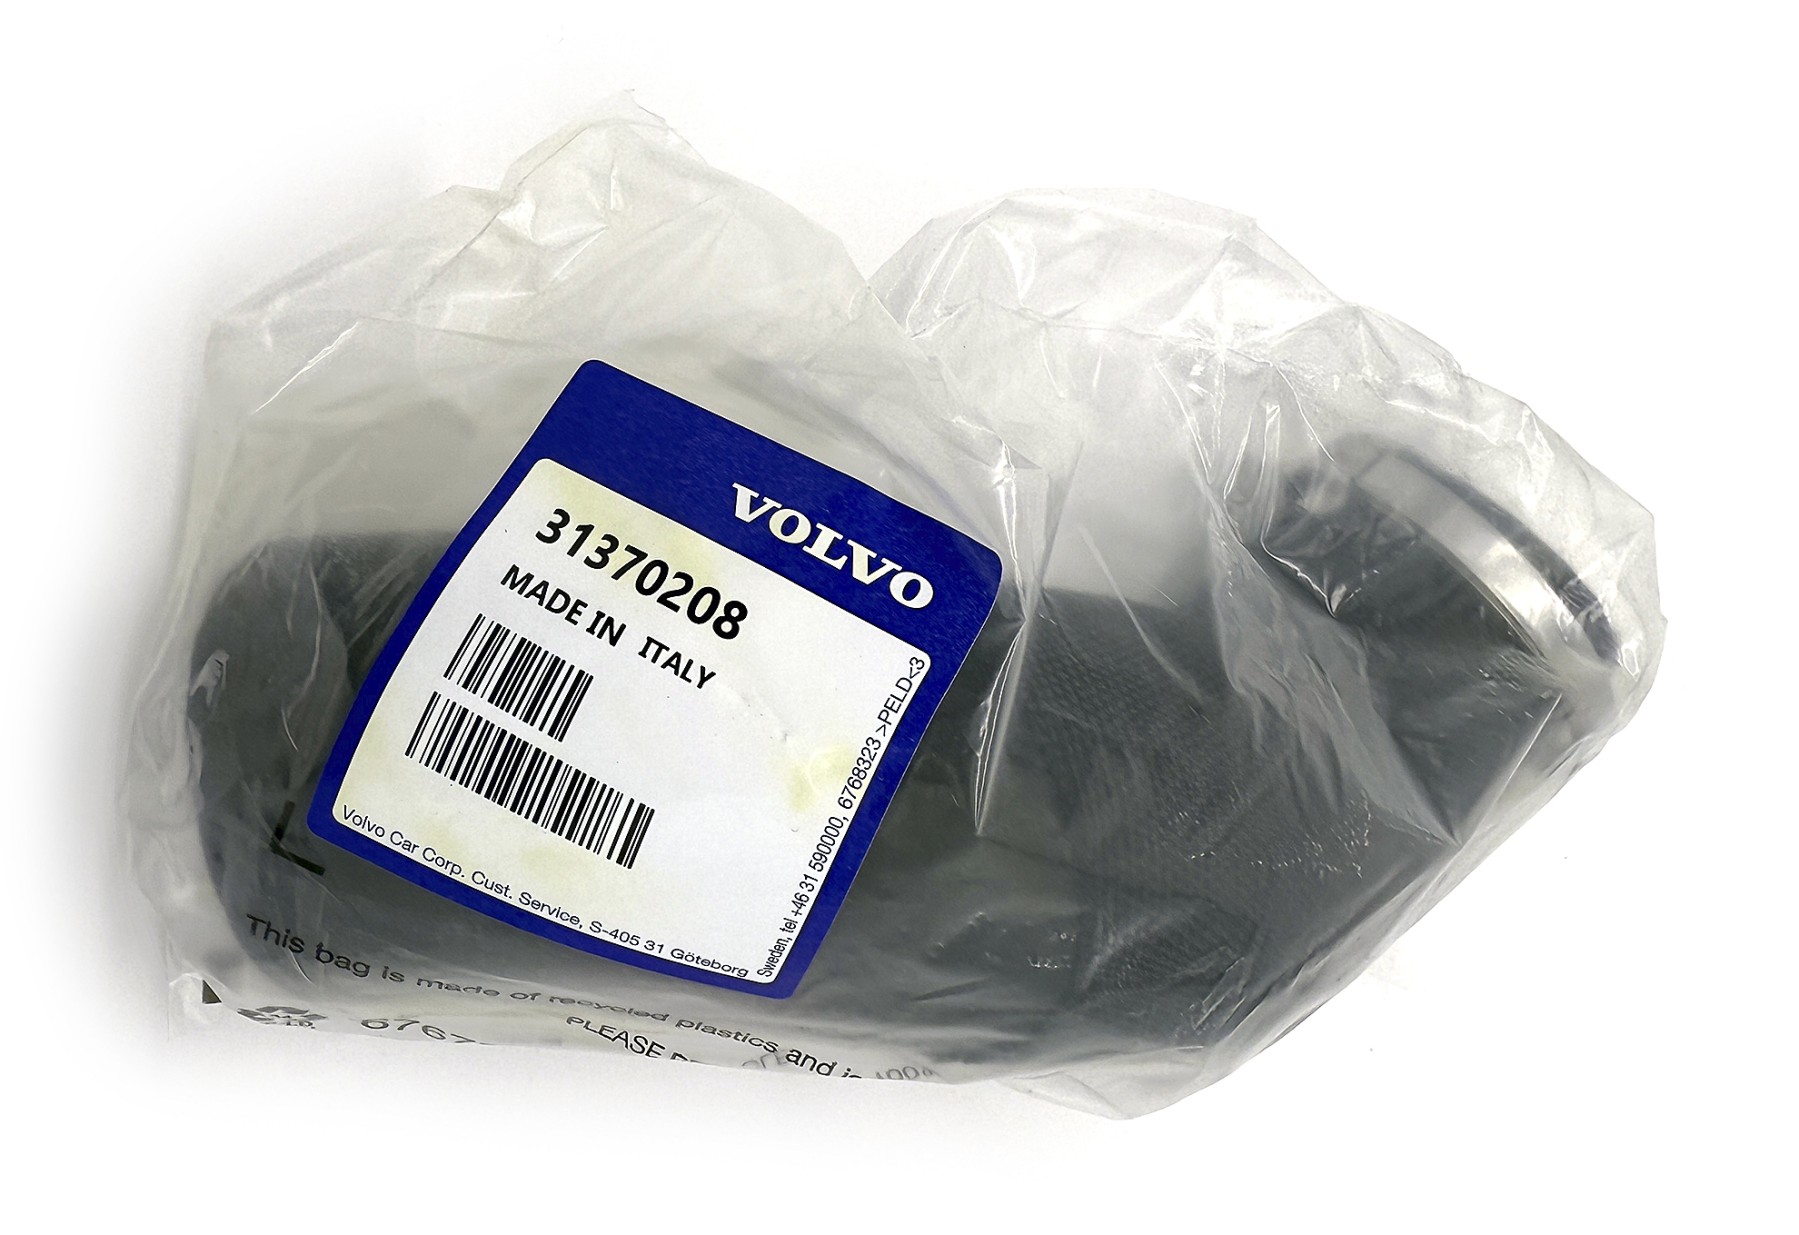 VOLVO
31370208
MADE IN ITALY
Volvo Car Corp. Cust. Service, S-405 31 Göteborg
Sweden, tel +46 31 590000, 6768323 >PELD<3
This bag is made of recycled plastics and is 100%
PLEASE